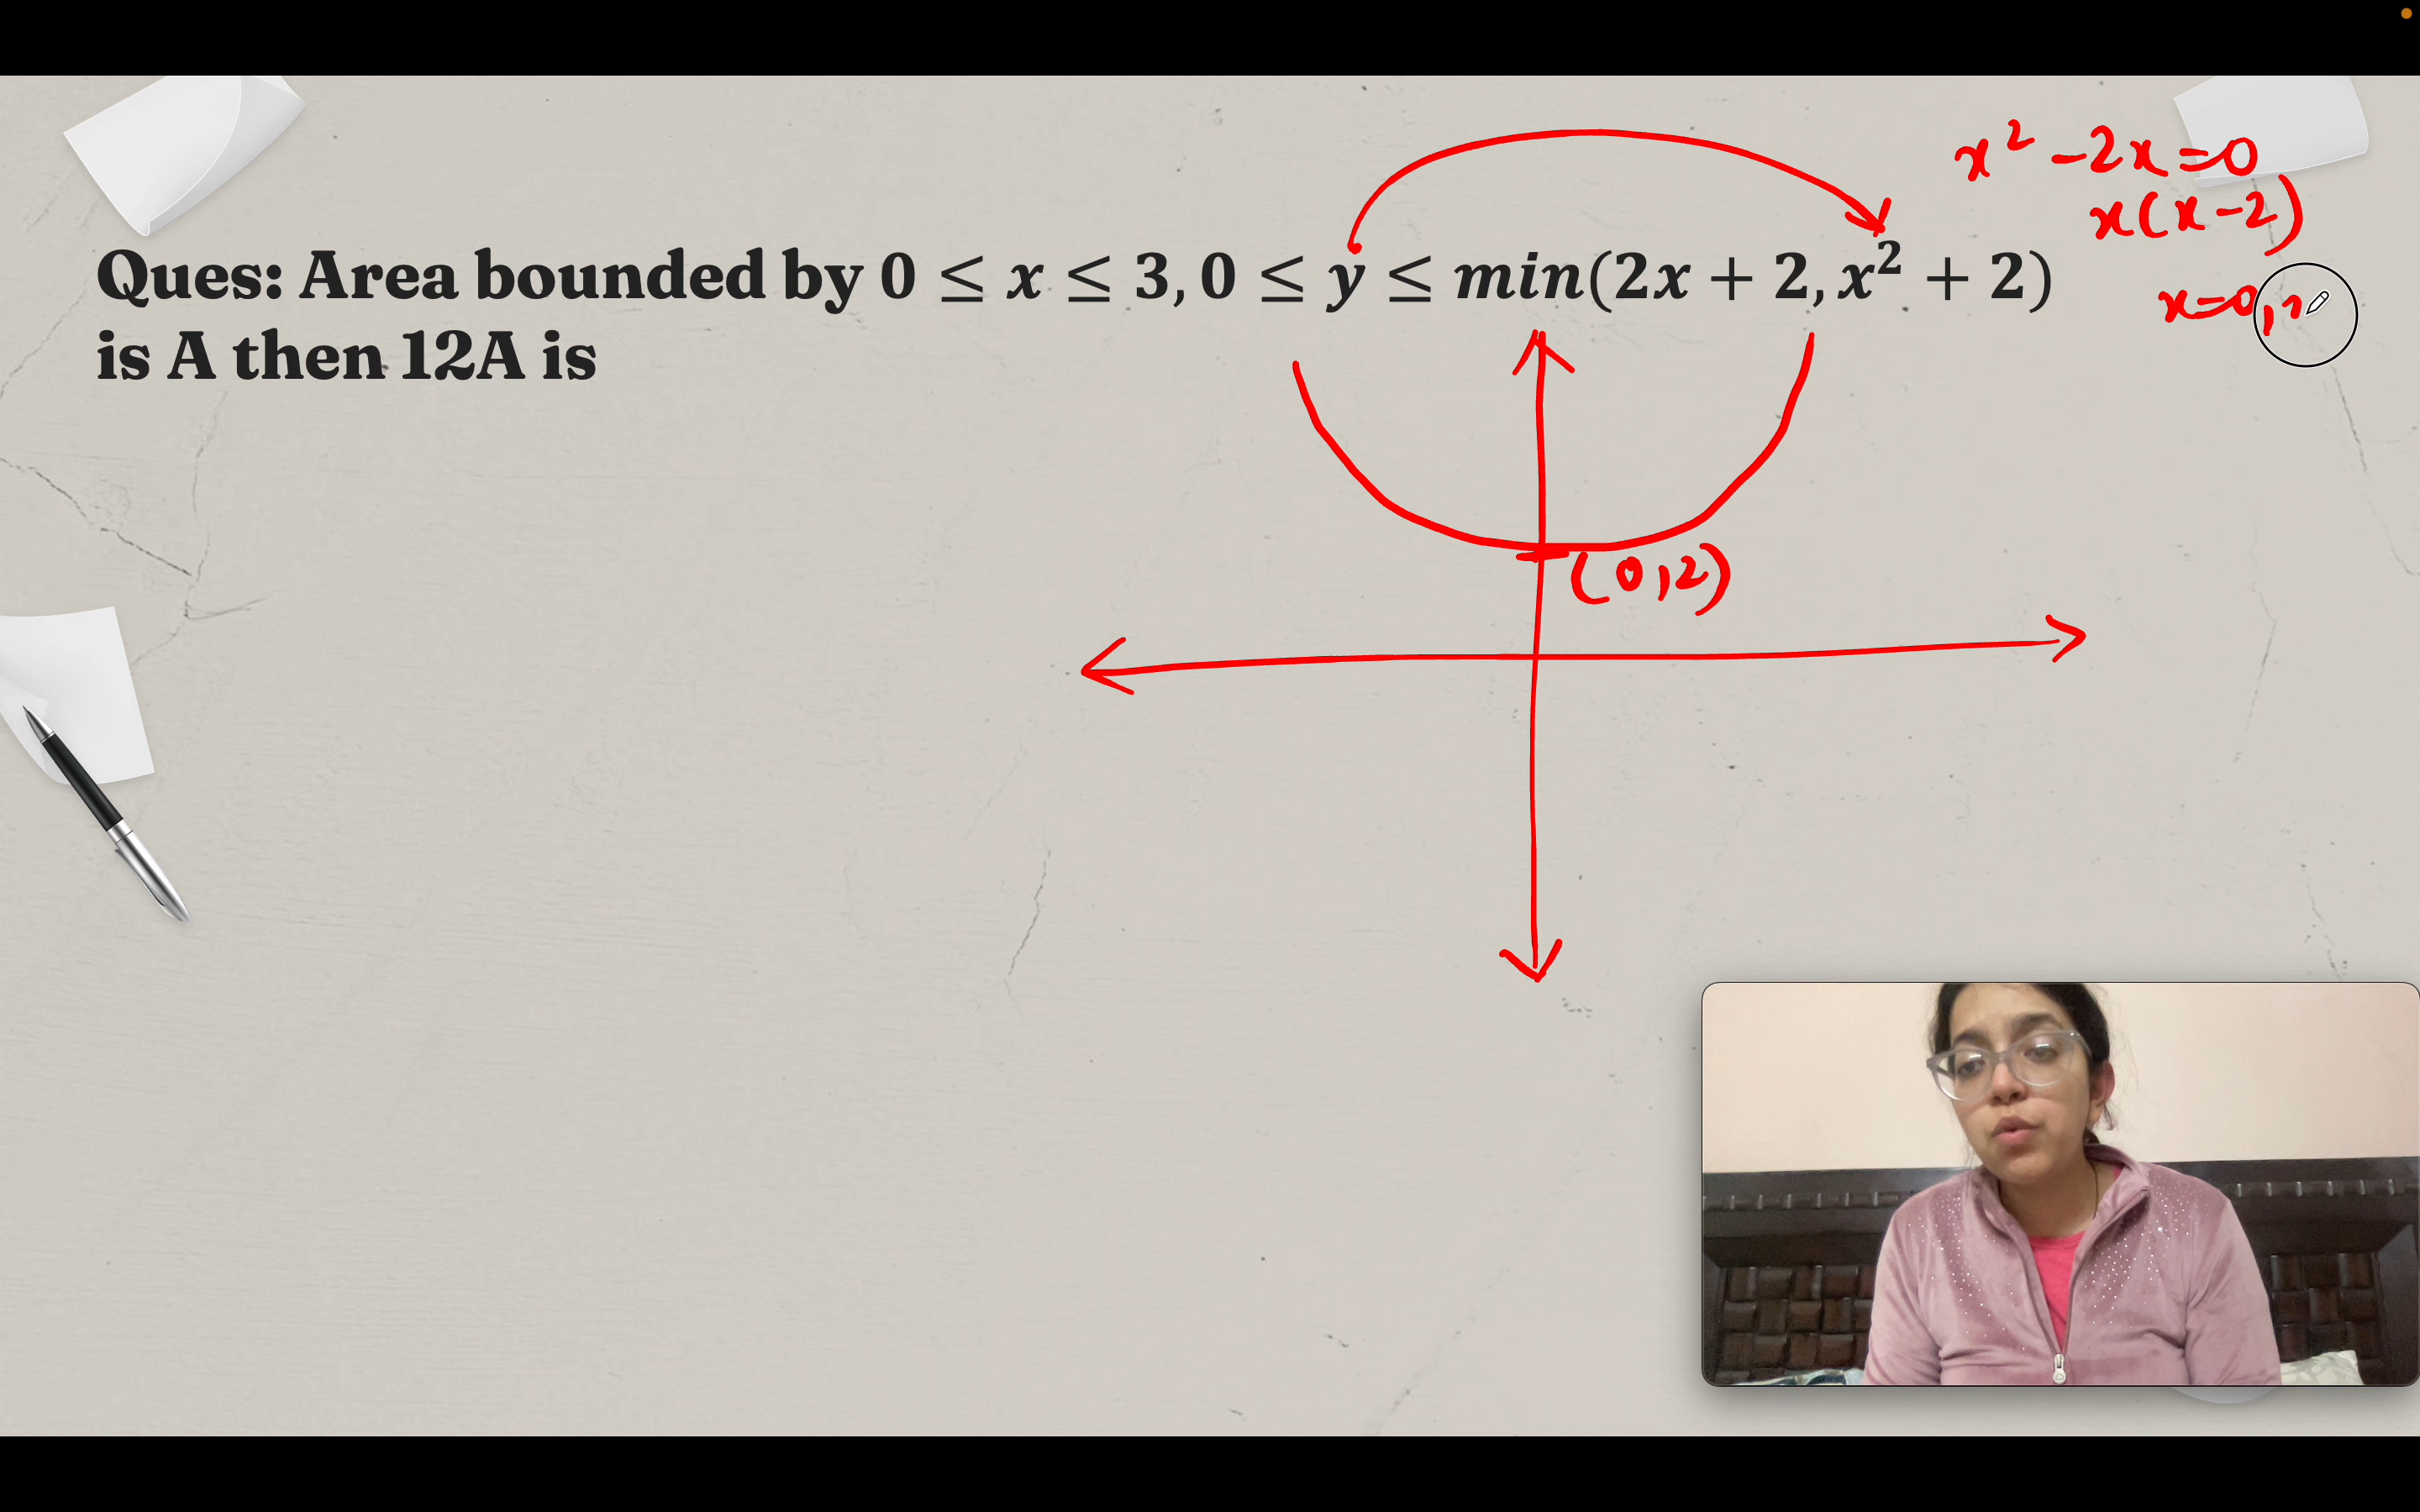 Ques: Area bounded by 0 ≤ x ≤ 3, 0 ≤ y ≤ min(2x + 2, x² + 2)
is A then 12A is
x² - 2x = 0
x(x-2)
x=0,
(0,2)